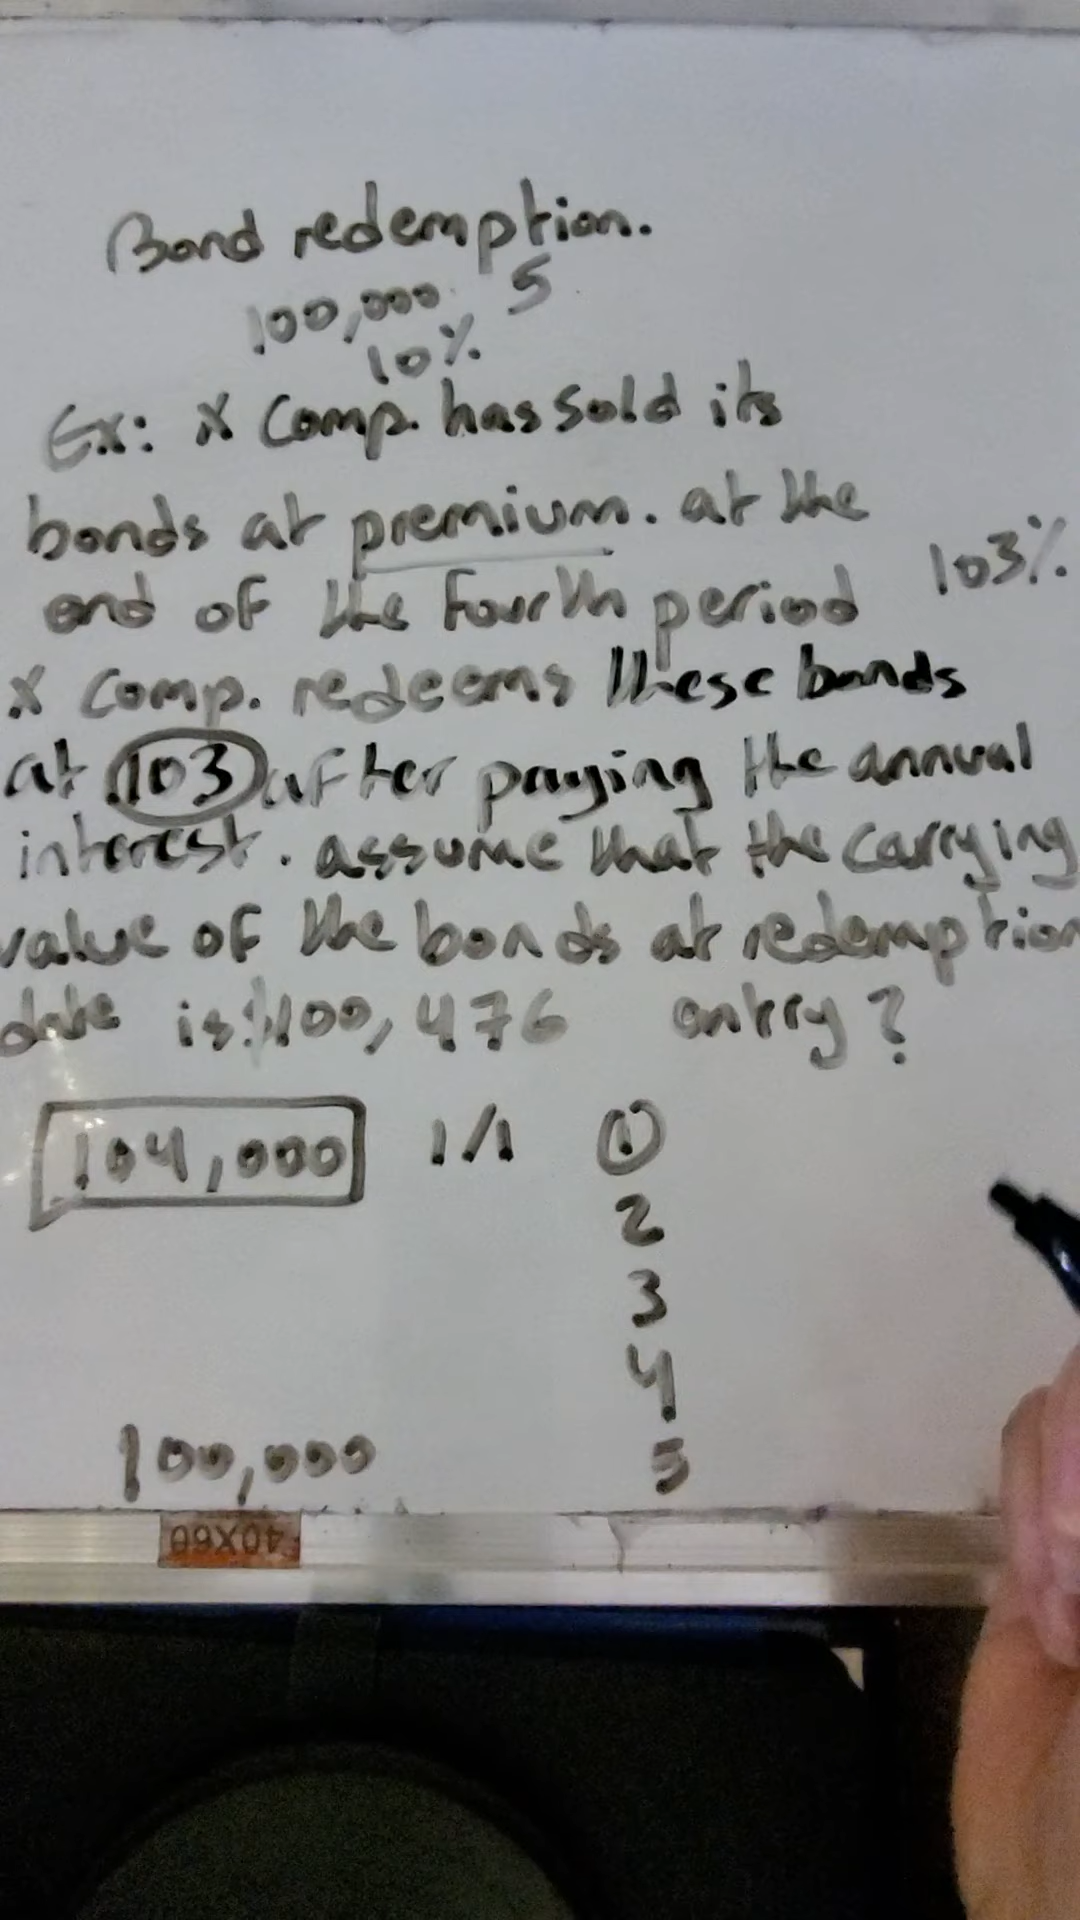 Bond redemption.
100,000 5
10%
Ex: X Comp. has sold its
bonds at premium. at the
end of the fourth period 103%
X Comp. redeems these bonds
at 103 after paying the annual
interest. assume that the carrying
value of the bonds at redemption
date is $100,476 entry?
104,000 1/1 1
2
3
4
100,000 5
40X60